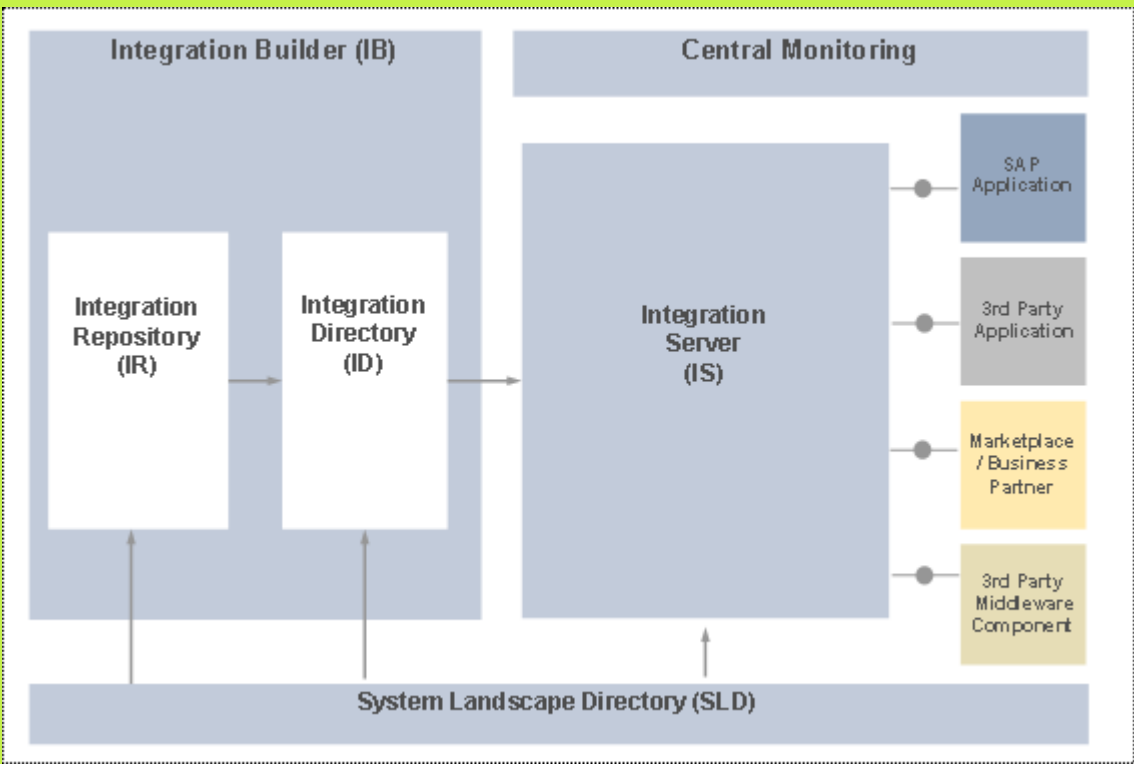 Integration Builder (IB)
Central Monitoring
Integration
Repository
(IR)
Integration
Directory
(ID)
Integration
Server
(IS)
SAP
Application
3rd Party
Application
Marketplace
/ Business
Partner
3rd Party
Middleware
Component
System Landscape Directory (SLD)